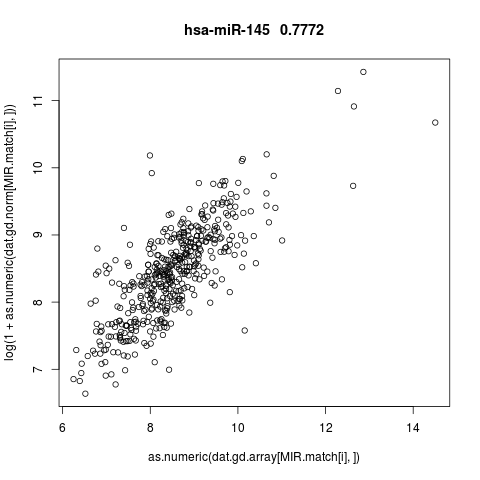 hsa-miR-145 0.7772
log(1 + as.numeric(dat.gd.norm[MIR.match[i], ]))
11
10
9
8
7
6 8 10 12 14
as.numeric(dat.gd.array[MIR.match[i], ])